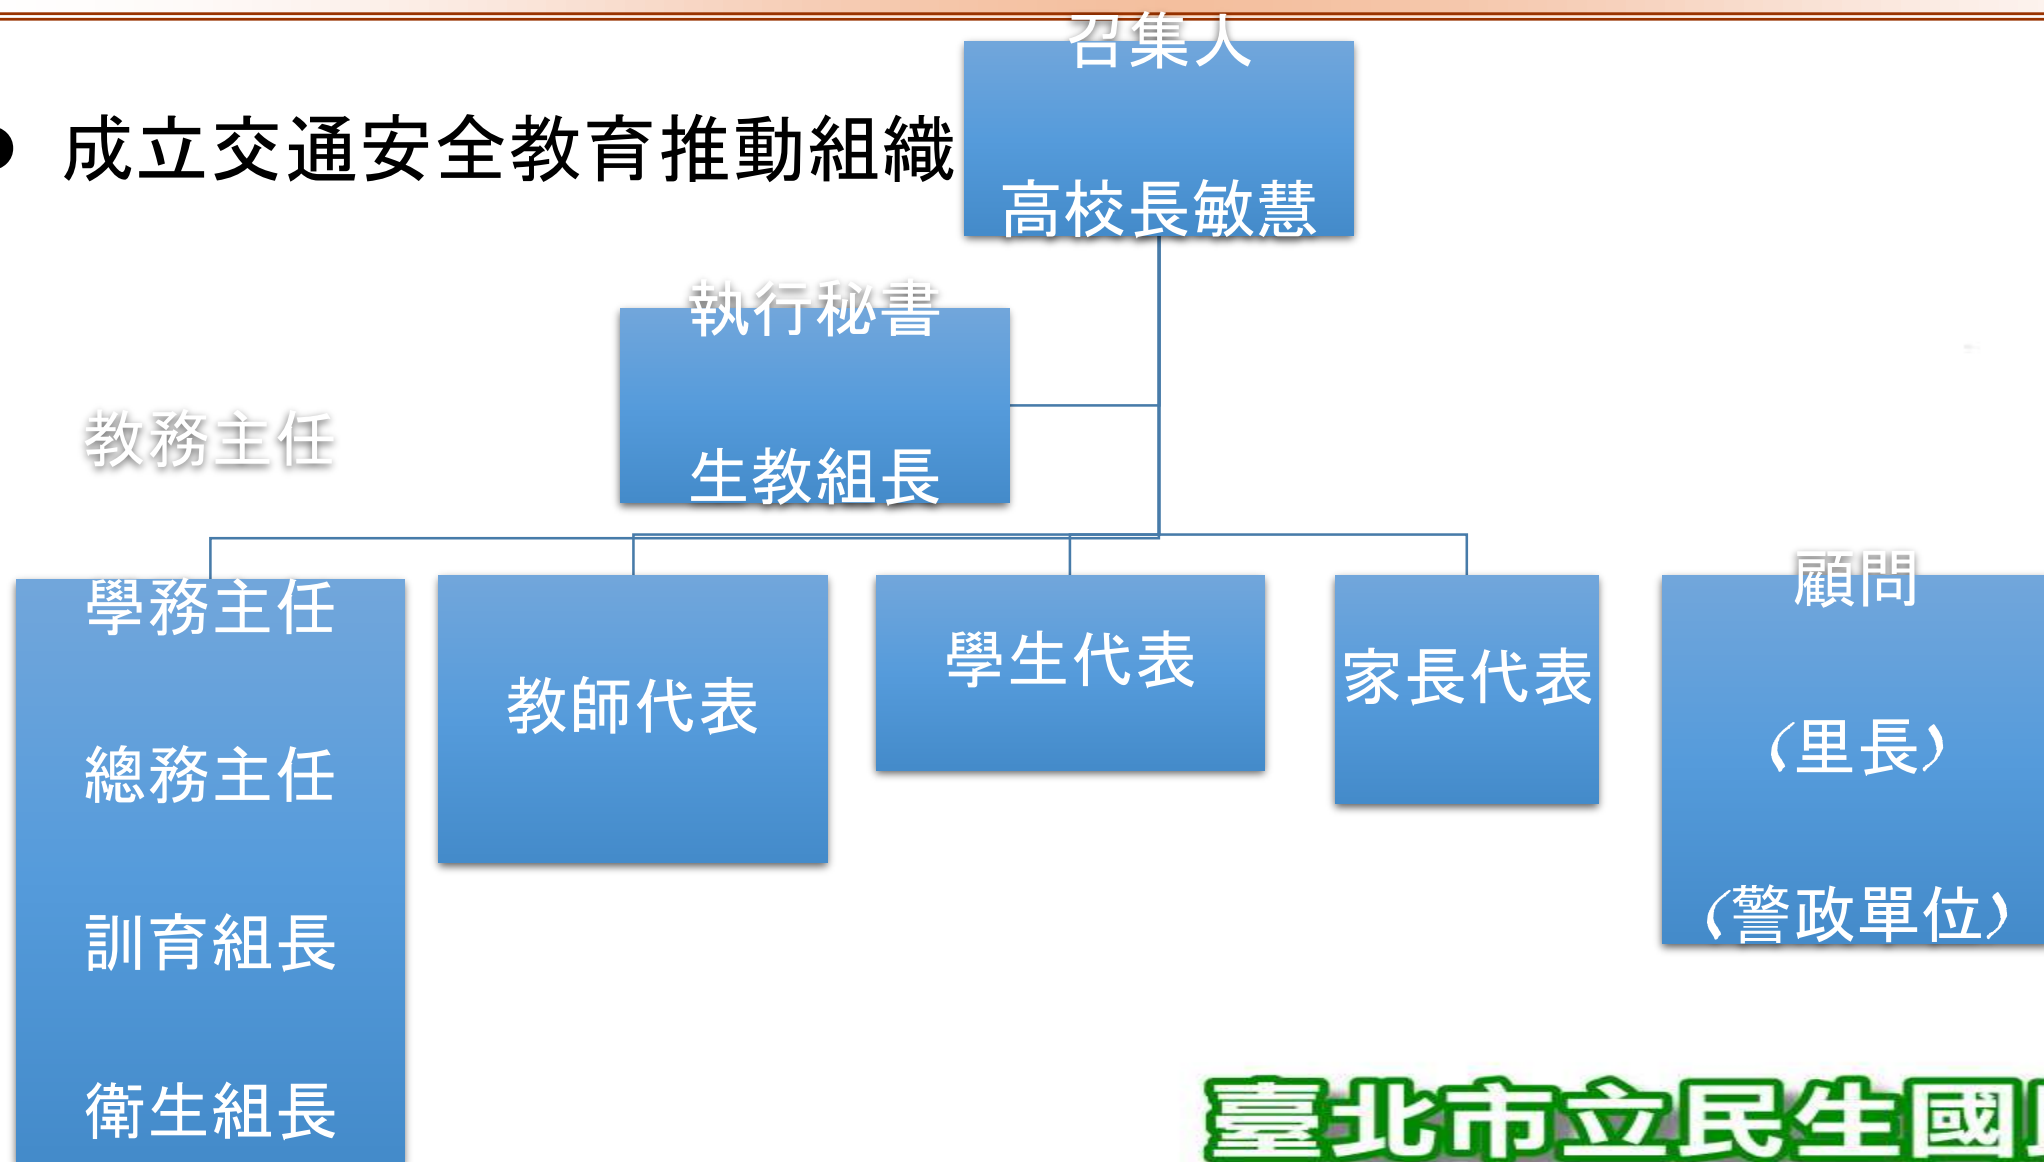 召集人
高校長敏慧
● 成立交通安全教育推動組織
執行秘書
生教組長
教務主任
學務主任
總務主任
訓育組長
衛生組長
教師代表
學生代表
家長代表
顧問
(里長)
(警政單位)
臺北市立民生國